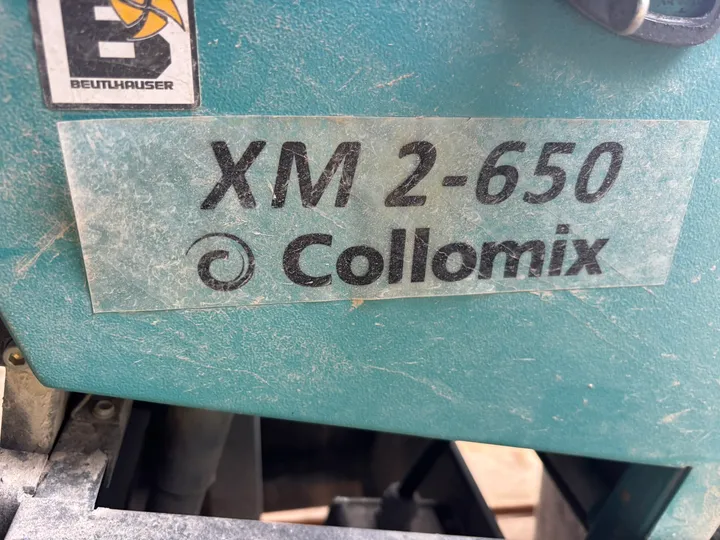 B
BEUTLHAUSER
XM 2-650
Collomix